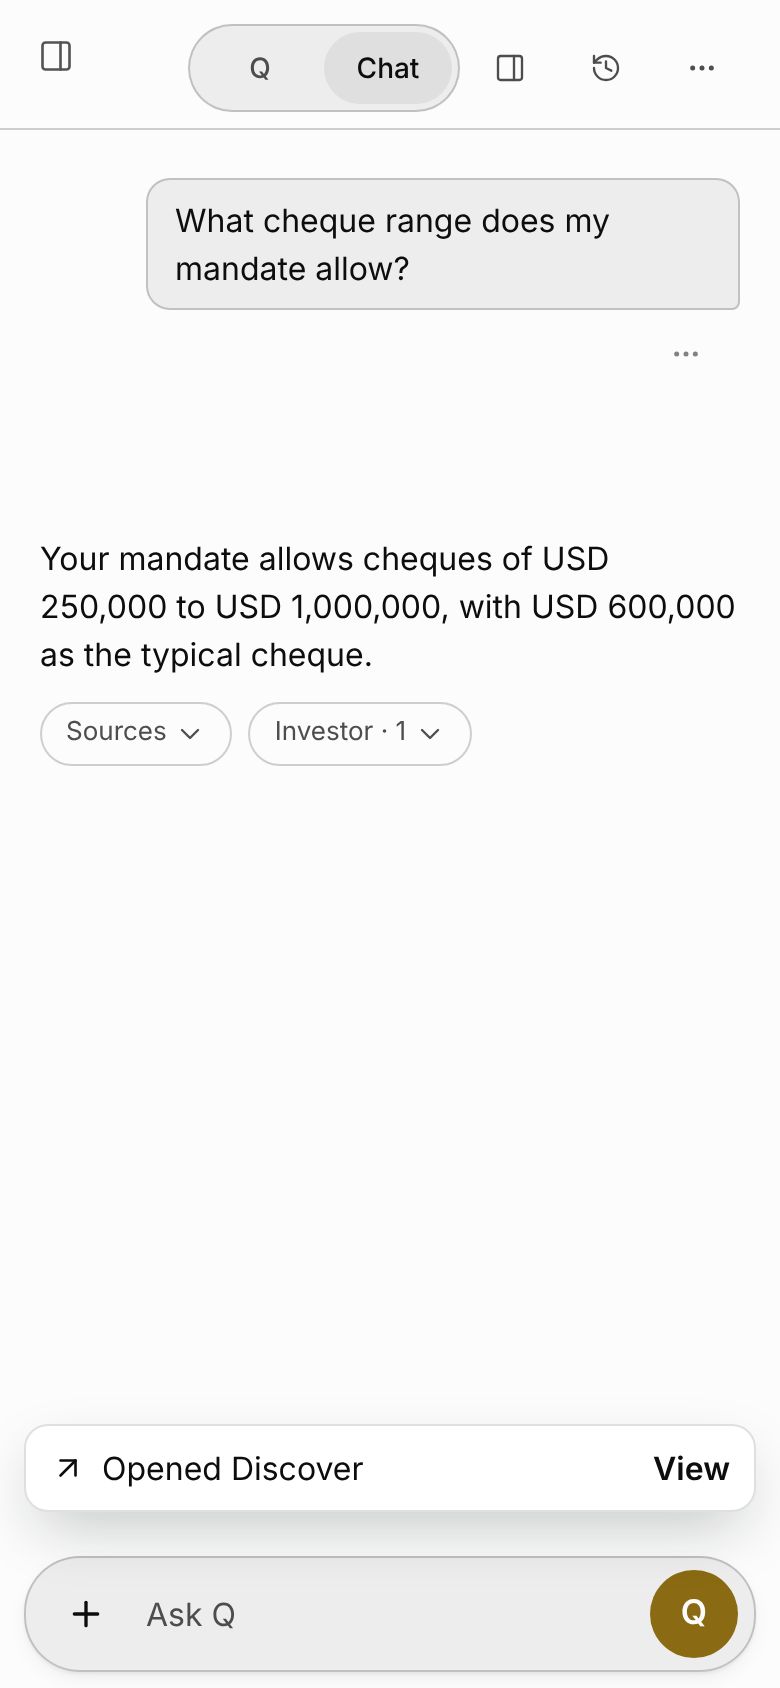 Q
Chat
What cheque range does my
mandate allow?
Your mandate allows cheques of USD
250,000 to USD 1,000,000, with USD 600,000
as the typical cheque.
Sources
Investor · 1
Opened Discover
View
Ask Q
Q